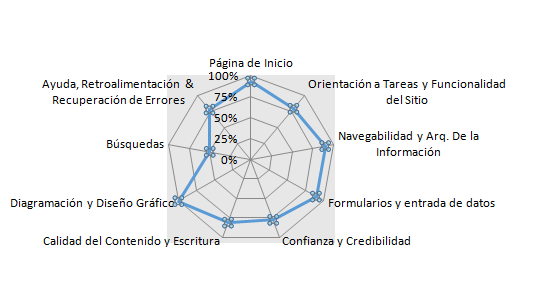 Página de Inicio
100%
75%
50%
25%
0%
Orientación a Tareas y Funcionalidad
del Sitio
Navegabilidad y Arq. De la
Información
Formularios y entrada de datos
Confianza y Credibilidad
Calidad del Contenido y Escritura
Diagramación y Diseño Gráfico
Búsquedas
Ayuda, Retroalimentación &
Recuperación de Errores